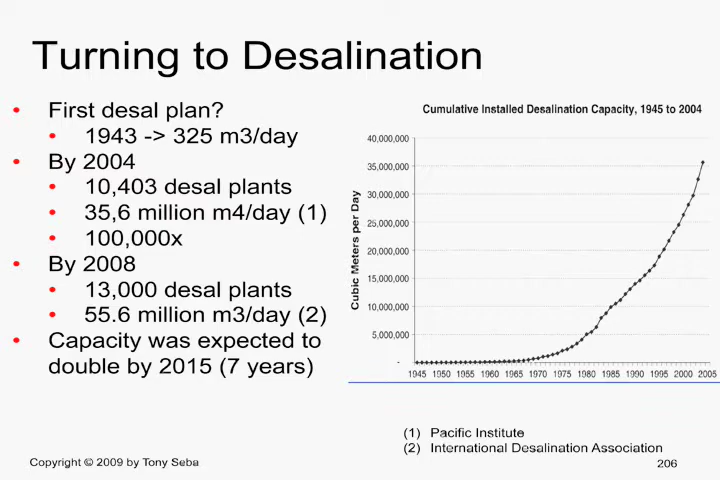 Turning to Desalination
• First desal plan?
• 1943 -> 325 m3/day
• By 2004
• 10,403 desal plants
• 35,6 million m4/day (1)
• 100,000x
• By 2008
• 13,000 desal plants
• 55.6 million m3/day (2)
• Capacity was expected to
double by 2015 (7 years)
Cumulative Installed Desalination Capacity, 1945 to 2004
Cubic Meters per Day
40,000,000
35,000,000
30,000,000
25,000,000
20,000,000
15,000,000
10,000,000
5,000,000
-
1945 1950 1955 1960 1965 1970 1975 1980 1985 1990 1995 2000 2005
(1) Pacific Institute
(2) International Desalination Association
Copyright © 2009 by Tony Seba
206